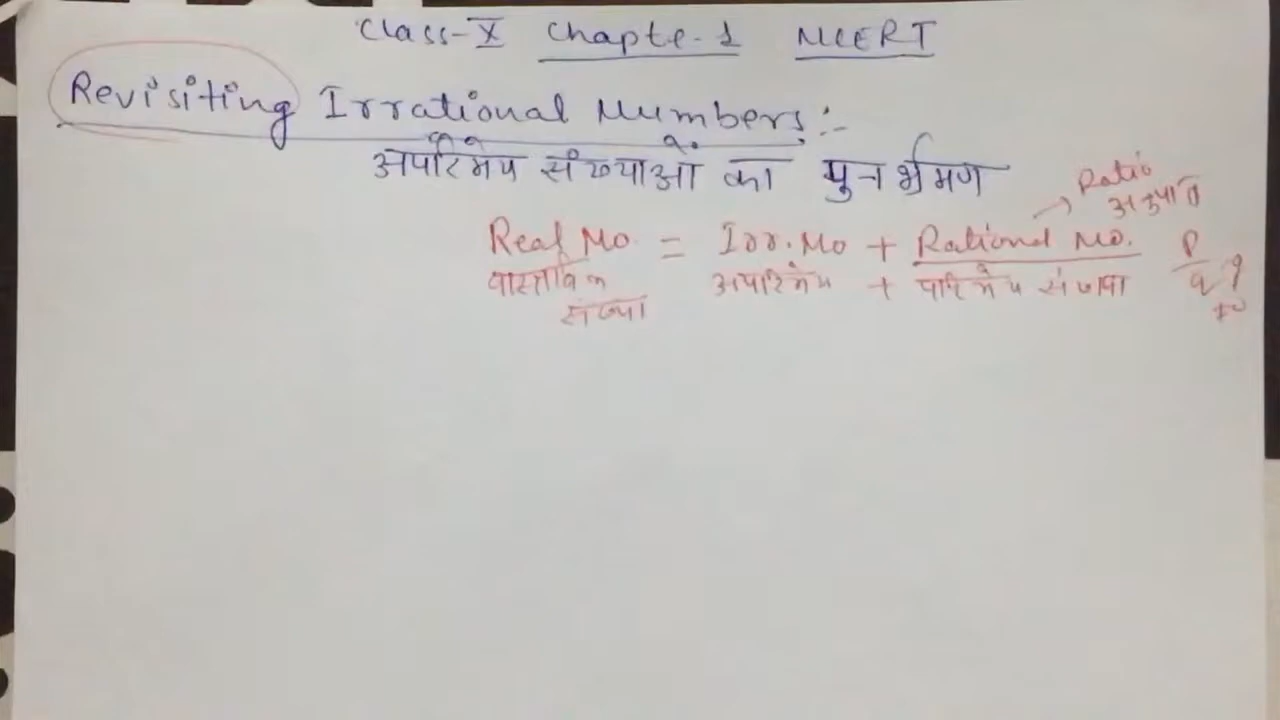 Class-X Chapte-1 NCERT
Revisiting Irrational Numbers:-
अपरिमेय संख्याओं का पुनर्भ्रमण
Ratio
अनुपात
Real No. = Irr. No + Rational No. p/q
वास्तविक अपरिमेय + परिमेय संख्या
संख्या